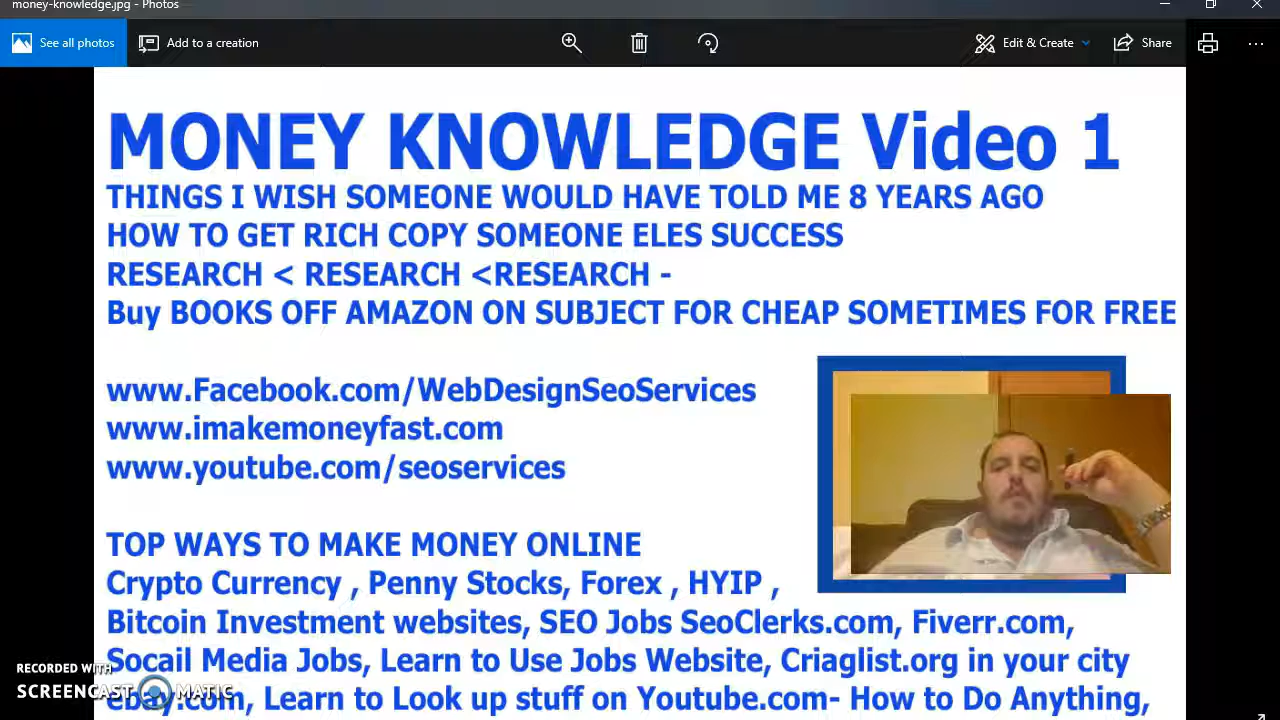 money-knowledge.jpg - Photos
See all photos
Add to a creation
Edit & Create
Share
MONEY KNOWLEDGE Video 1
THINGS I WISH SOMEONE WOULD HAVE TOLD ME 8 YEARS AGO
HOW TO GET RICH COPY SOMEONE ELES SUCCESS
RESEARCH < RESEARCH <RESEARCH -
Buy BOOKS OFF AMAZON ON SUBJECT FOR CHEAP SOMETIMES FOR FREE
www.Facebook.com/WebDesignSeoServices
www.imakemoneyfast.com
www.youtube.com/seoservices
TOP WAYS TO MAKE MONEY ONLINE
Crypto Currency , Penny Stocks, Forex , HYIP ,
Bitcoin Investment websites, SEO Jobs SeoClerks.com, Fiverr.com,
Socail Media Jobs, Learn to Use Jobs Website, Criaglist.org in your city
ebay.com, Learn to Look up stuff on Youtube.com- How to Do Anything,
RECORDED WITH
SCREENCAST MATIC